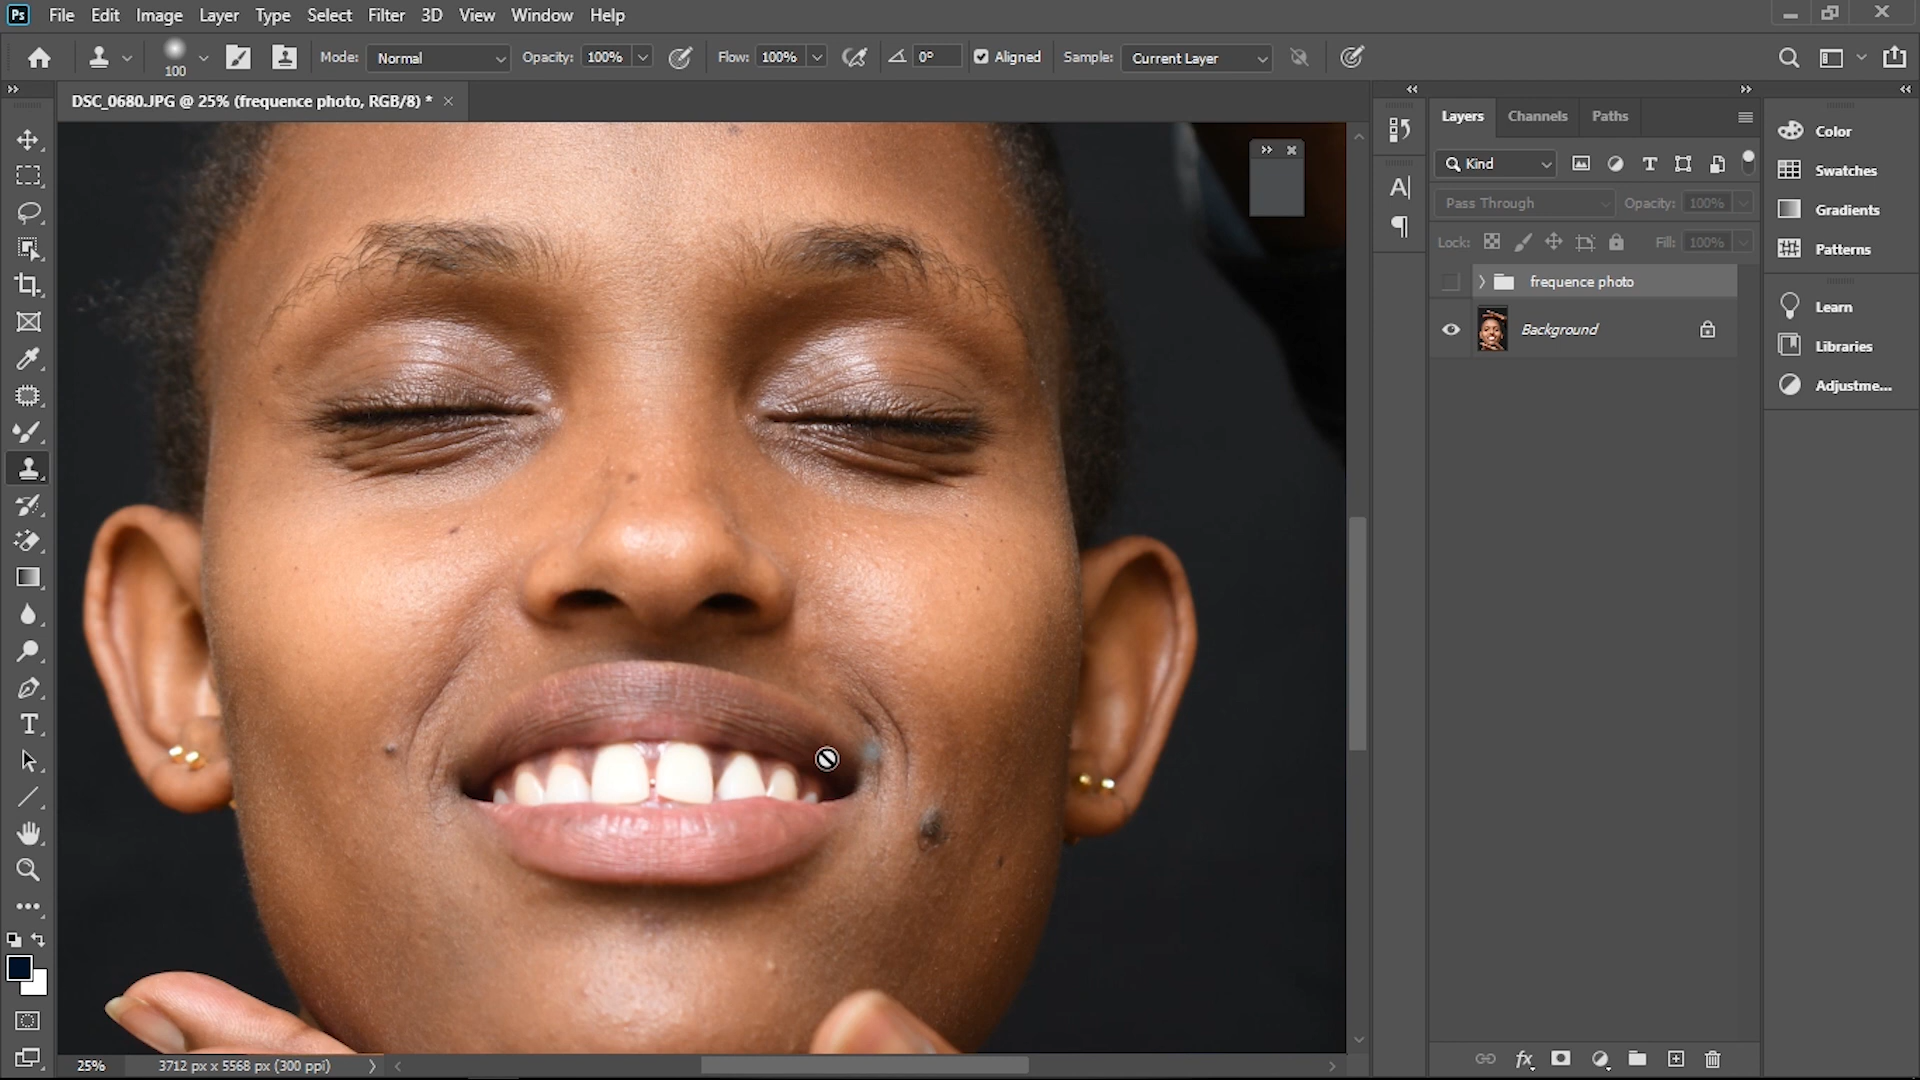 Ps File Edit Image Layer Type Select Filter 3D View Window Help
100 Mode: Normal Opacity: 100% Flow: 100% 0° Aligned Sample: Current Layer
DSC_0680.JPG @ 25% (frequence photo, RGB/8) *
Layers Channels Paths
Kind
Pass Through Opacity: 100%
Lock: Fill: 100%
frequence photo
Background
Color
Swatches
Gradients
Patterns
Learn
Libraries
Adjustme...
25% 3712 px x 5568 px (300 ppi)